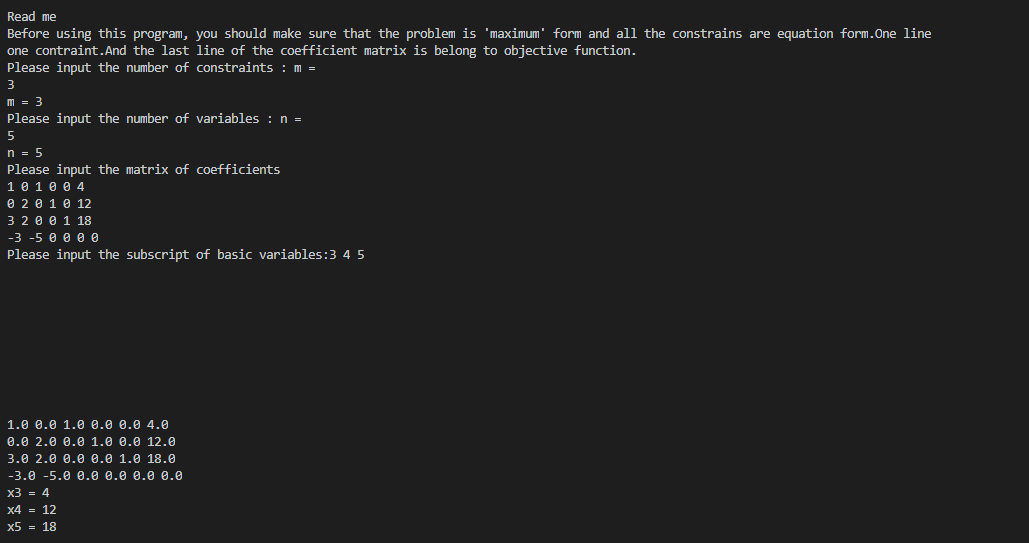 Read me
Before using this program, you should make sure that the problem is 'maximum' form and all the constrains are equation form.One line
one contraint.And the last line of the coefficient matrix is belong to objective function.
Please input the number of constraints : m =
3
m = 3
Please input the number of variables : n =
5
n = 5
Please input the matrix of coefficients
1 0 1 0 0 4
0 2 0 1 0 12
3 2 0 0 1 18
-3 -5 0 0 0 0
Please input the subscript of basic variables:3 4 5
1.0 0.0 1.0 0.0 0.0 4.0
0.0 2.0 0.0 1.0 0.0 12.0
3.0 2.0 0.0 0.0 1.0 18.0
-3.0 -5.0 0.0 0.0 0.0 0.0
x3 = 4
x4 = 12
x5 = 18